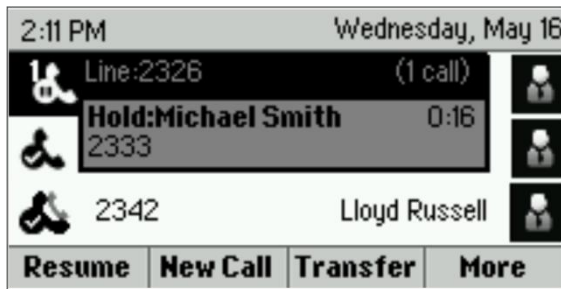 2:11 PM Wednesday, May 16
1 Line:2326 (1 call)
Hold:Michael Smith 0:16
2333
2342 Lloyd Russell
Resume New Call Transfer More